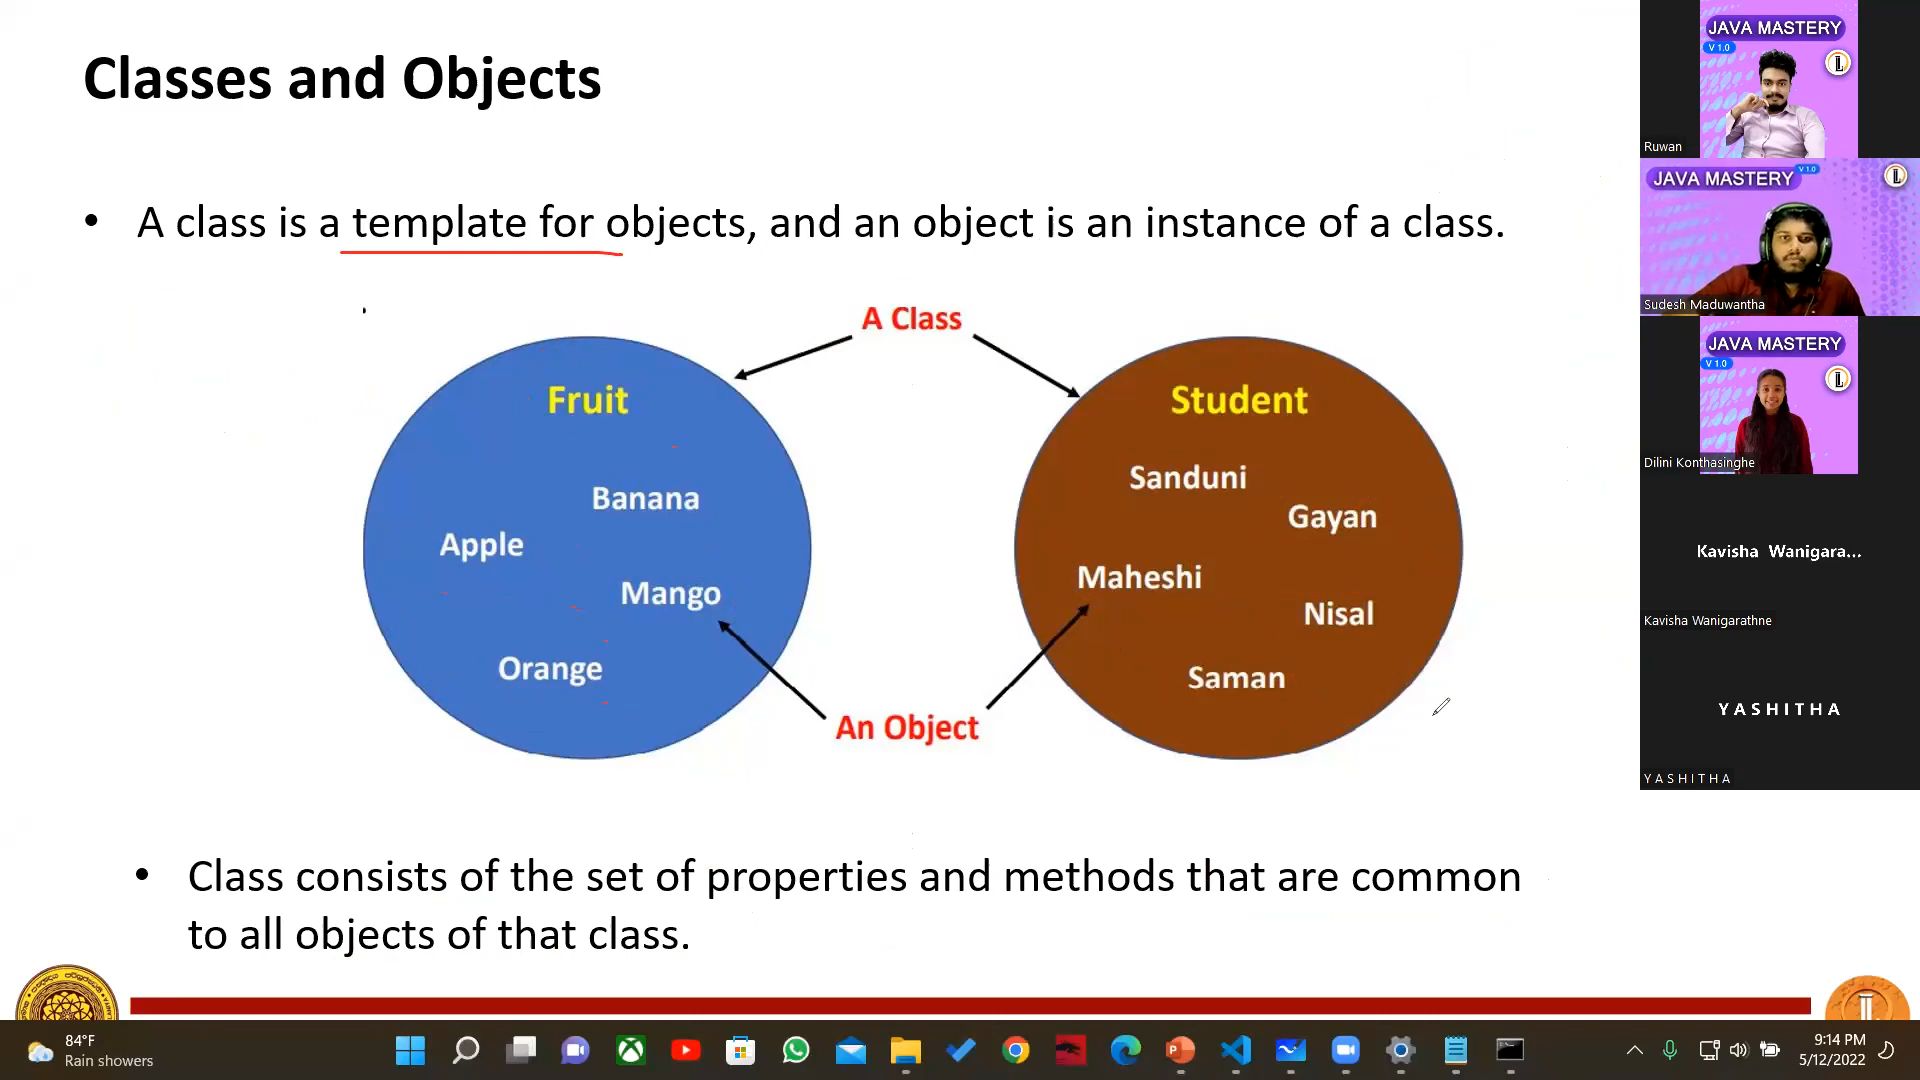 Classes and Objects
• A class is a template for objects, and an object is an instance of a class.
A Class
Fruit
Student
Banana
Apple
Mango
Orange
Sanduni
Gayan
Maheshi
Nisal
Saman
An Object
• Class consists of the set of properties and methods that are common
to all objects of that class.
JAVA MASTERY
V 1.0
Ruwan
JAVA MASTERY
V 1.0
Sudesh Maduwantha
JAVA MASTERY
V 1.0
Dilini Konthasinghe
Kavisha Wanigara...
Kavisha Wanigarathne
YASHITHA
YASHITHA
84°F
Rain showers
9:14 PM
5/12/2022